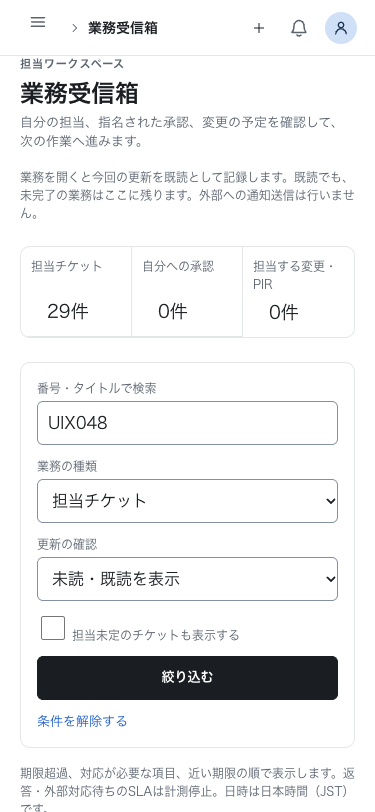 業務受信箱
担当ワークスペース
業務受信箱
自分の担当、指名された承認、変更の予定を確認して、
次の作業へ進みます。
業務を開くと今回の更新を既読として記録します。既読でも、
未完了の業務はここに残ります。外部への通知送信は行いませ
ん。
担当チケット
29件
自分への承認
0件
担当する変更・
PIR
0件
番号・タイトルで検索
UIX048
業務の種類
担当チケット
更新の確認
未読・既読を表示
担当未定のチケットも表示する
絞り込む
条件を解除する
期限超過、対応が必要な項目、近い期限の順で表示します。返
答・外部対応待ちのSLAは計測停止。日時は日本時間（JST）
です。